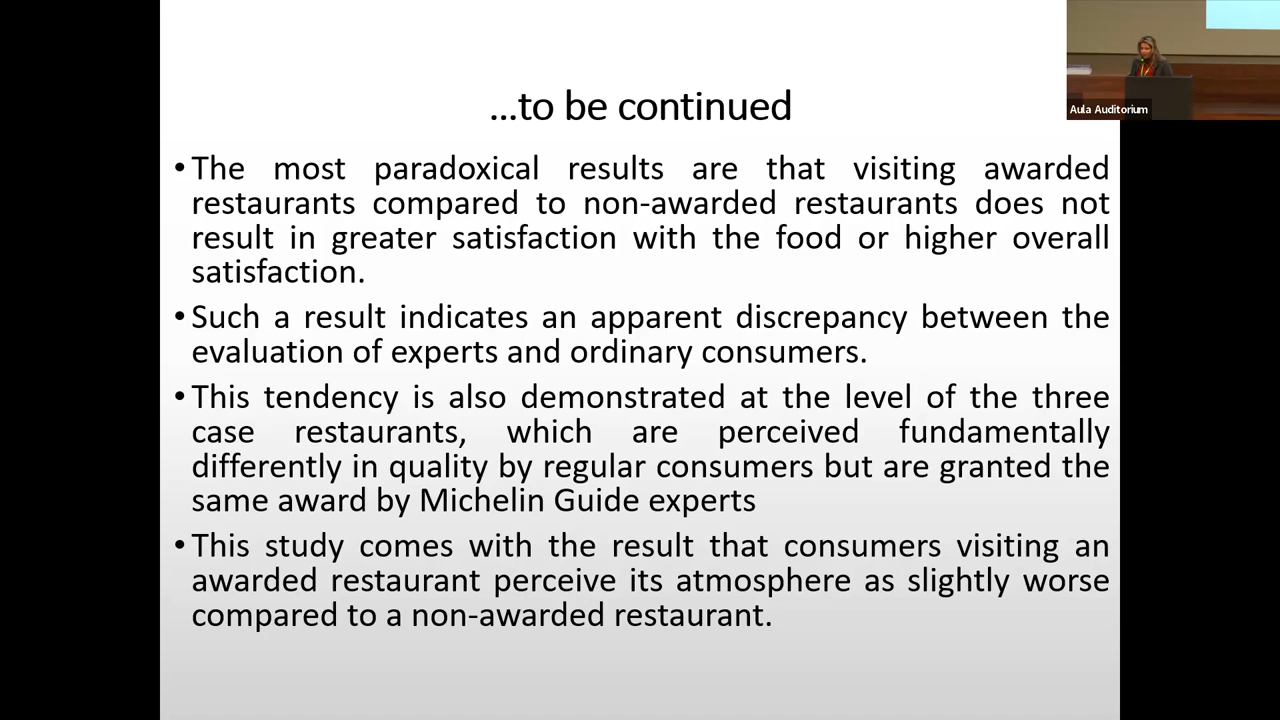 ...to be continued
Aula Auditorium
• The most paradoxical results are that visiting awarded
restaurants compared to non-awarded restaurants does not
result in greater satisfaction with the food or higher overall
satisfaction.
• Such a result indicates an apparent discrepancy between the
evaluation of experts and ordinary consumers.
• This tendency is also demonstrated at the level of the three
case restaurants, which are perceived fundamentally
differently in quality by regular consumers but are granted the
same award by Michelin Guide experts
• This study comes with the result that consumers visiting an
awarded restaurant perceive its atmosphere as slightly worse
compared to a non-awarded restaurant.